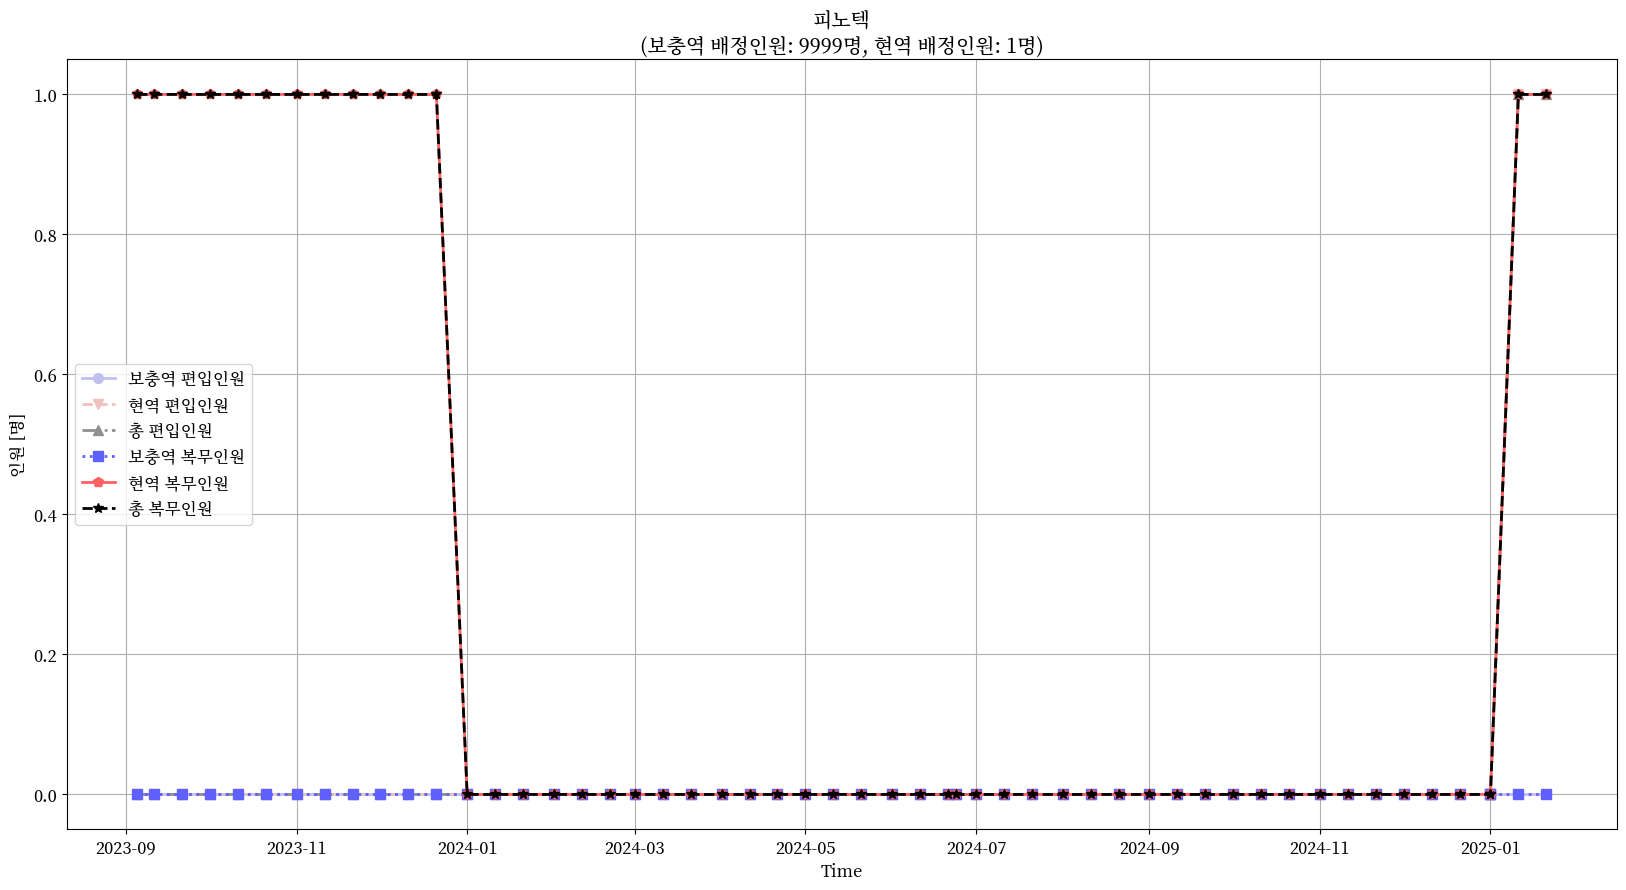 피노텍
(보충역 배정인원: 9999명, 현역 배정인원: 1명)
1.0
0.8
0.6
0.4
0.2
0.0
인원 [명]
보충역 편입인원
현역 편입인원
총 편입인원
보충역 복무인원
현역 복무인원
총 복무인원
2023-09
2023-11
2024-01
2024-03
2024-05
2024-07
2024-09
2024-11
2025-01
Time